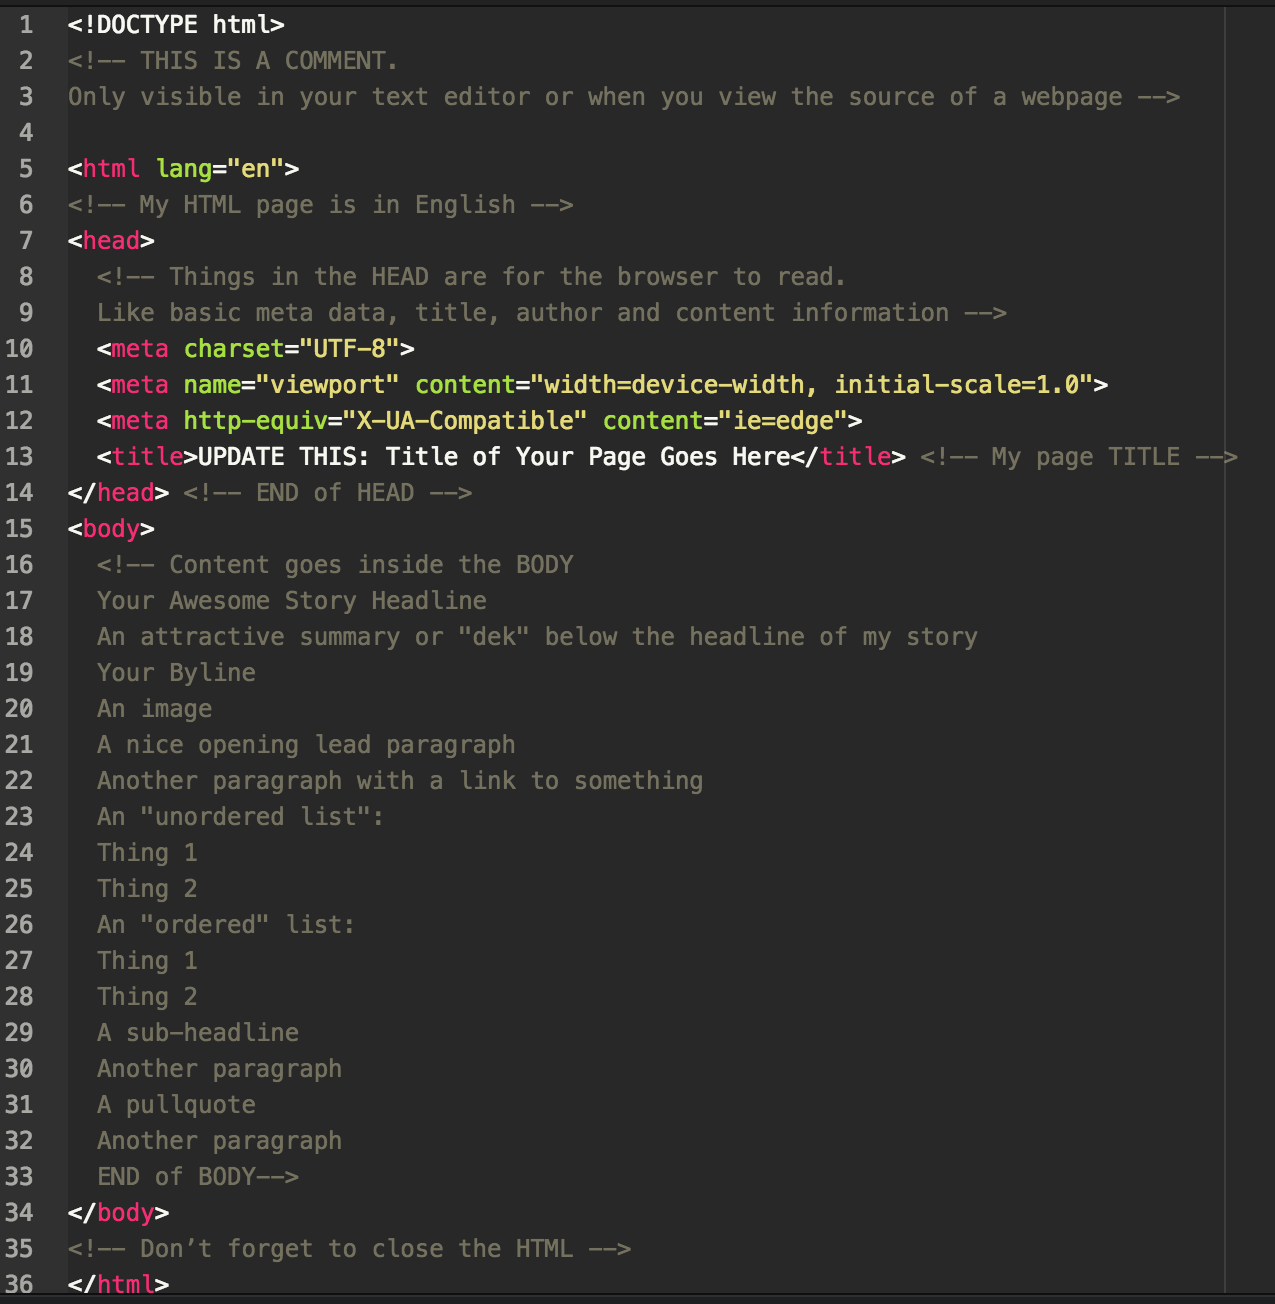 1 <!DOCTYPE html>
2 <!-- THIS IS A COMMENT.
3 Only visible in your text editor or when you view the source of a webpage -->
4
5 <html lang="en">
6 <!-- My HTML page is in English -->
7 <head>
8   <!-- Things in the HEAD are for the browser to read.
9   Like basic meta data, title, author and content information -->
10   <meta charset="UTF-8">
11   <meta name="viewport" content="width=device-width, initial-scale=1.0">
12   <meta http-equiv="X-UA-Compatible" content="ie=edge">
13   <title>UPDATE THIS: Title of Your Page Goes Here</title> <!-- My page TITLE -->
14 </head> <!-- END of HEAD -->
15 <body>
16   <!-- Content goes inside the BODY
17   Your Awesome Story Headline
18   An attractive summary or "dek" below the headline of my story
19   Your Byline
20   An image
21   A nice opening lead paragraph
22   Another paragraph with a link to something
23   An "unordered list":
24   Thing 1
25   Thing 2
26   An "ordered" list:
27   Thing 1
28   Thing 2
29   A sub-headline
30   Another paragraph
31   A pullquote
32   Another paragraph
33   END of BODY-->
34 </body>
35 <!-- Don’t forget to close the HTML -->
36 </html>